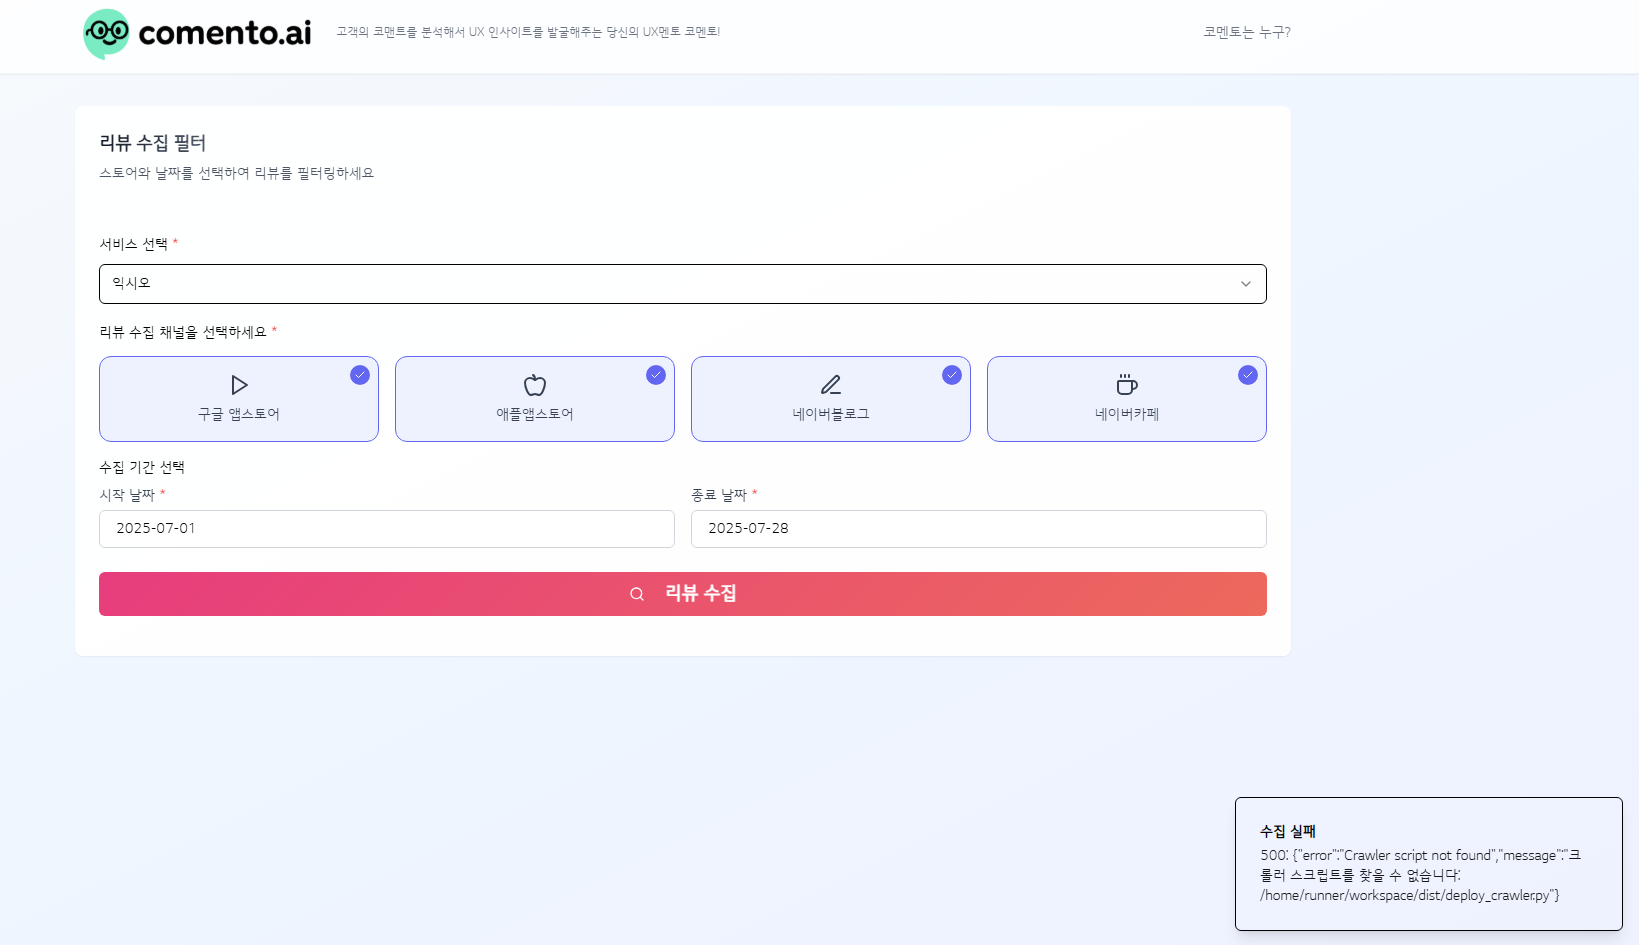 comento.ai
고객의 코맨트를 분석해서 UX 인사이트를 발굴해주는 당신의 UX멘토 코멘토!
코멘토는 누구?
리뷰 수집 필터
스토어와 날짜를 선택하여 리뷰를 필터링하세요
서비스 선택 *
익시오
리뷰 수집 채널을 선택하세요 *
구글 앱스토어
애플앱스토어
네이버블로그
네이버카페
수집 기간 선택
시작 날짜 *
종료 날짜 *
2025-07-01
2025-07-28
리뷰 수집
수집 실패
500: {"error":"Crawler script not found","message":"크
롤러 스크립트를 찾을 수 없습니다:
/home/runner/workspace/dist/deploy_crawler.py"}